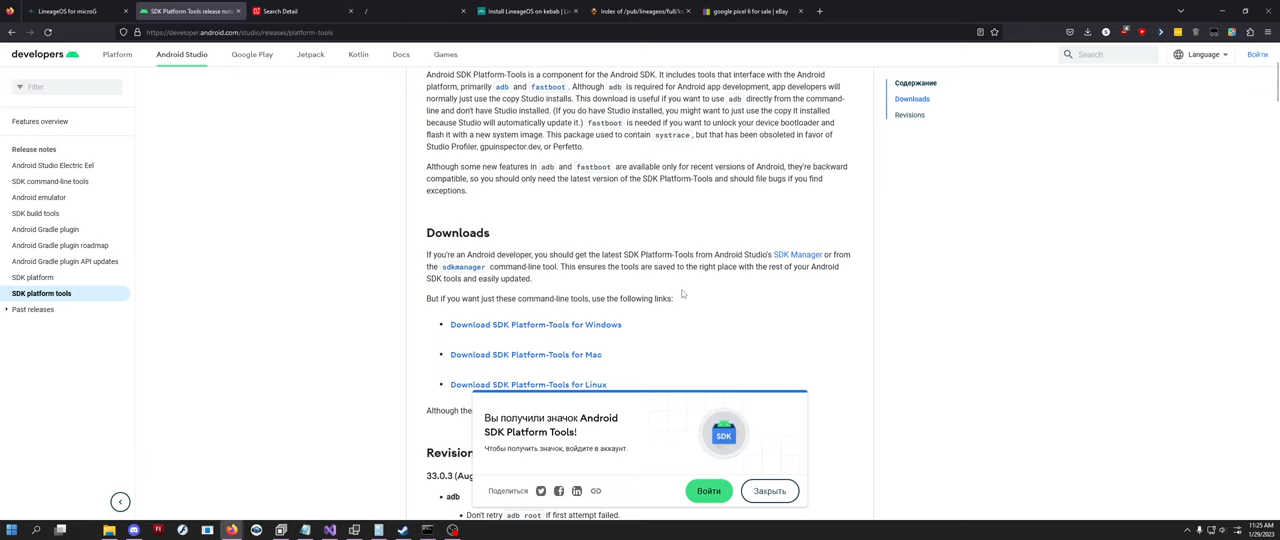 LineageOS for microG
SDK Platform Tools release note
Search Detail
/
Install LineageOS on kebab | Lin
Index of /pub/lineageos/full/ke
google pixel 6 for sale | eBay
https://developer.android.com/studio/releases/platform-tools
developers
Platform
Android Studio
Google Play
Jetpack
Kotlin
Docs
Games
Search
Language
Войти
Filter
Features overview
Release notes
Android Studio Electric Eel
SDK command-line tools
Android emulator
SDK build tools
Android Gradle plugin
Android Gradle plugin roadmap
Android Gradle plugin API updates
SDK platform
SDK platform tools
Past releases
Android SDK Platform-Tools is a component for the Android SDK. It includes tools that interface with the Android
platform, primarily adb and fastboot. Although adb is required for Android app development, app developers will
normally just use the copy Studio installs. This download is useful if you want to use adb directly from the command-
line and don't have Studio installed. (If you do have Studio installed, you might want to just use the copy it installed
because Studio will automatically update it.) fastboot is needed if you want to unlock your device bootloader and
flash it with a new system image. This package used to contain systrace, but that has been obsoleted in favor of
Studio Profiler, gpuinspector.dev, or Perfetto.
Although some new features in adb and fastboot are available only for recent versions of Android, they're backward
compatible, so you should only need the latest version of the SDK Platform-Tools and should file bugs if you find
exceptions.
Downloads
If you're an Android developer, you should get the latest SDK Platform-Tools from Android Studio's SDK Manager or from
the sdkmanager command-line tool. This ensures the tools are saved to the right place with the rest of your Android
SDK tools and easily updated.
But if you want just these command-line tools, use the following links:
• Download SDK Platform-Tools for Windows
• Download SDK Platform-Tools for Mac
• Download SDK Platform-Tools for Linux
Although the
Revision
33.0.3 (Aug
• adb
Don't retry adb root if first attempt failed.
Содержание
Downloads
Revisions
Вы получили значок Android
SDK Platform Tools!
Чтобы получить значок, войдите в аккаунт.
SDK
Поделиться
Войти
Закрыть
11:25 AM
1/29/2023